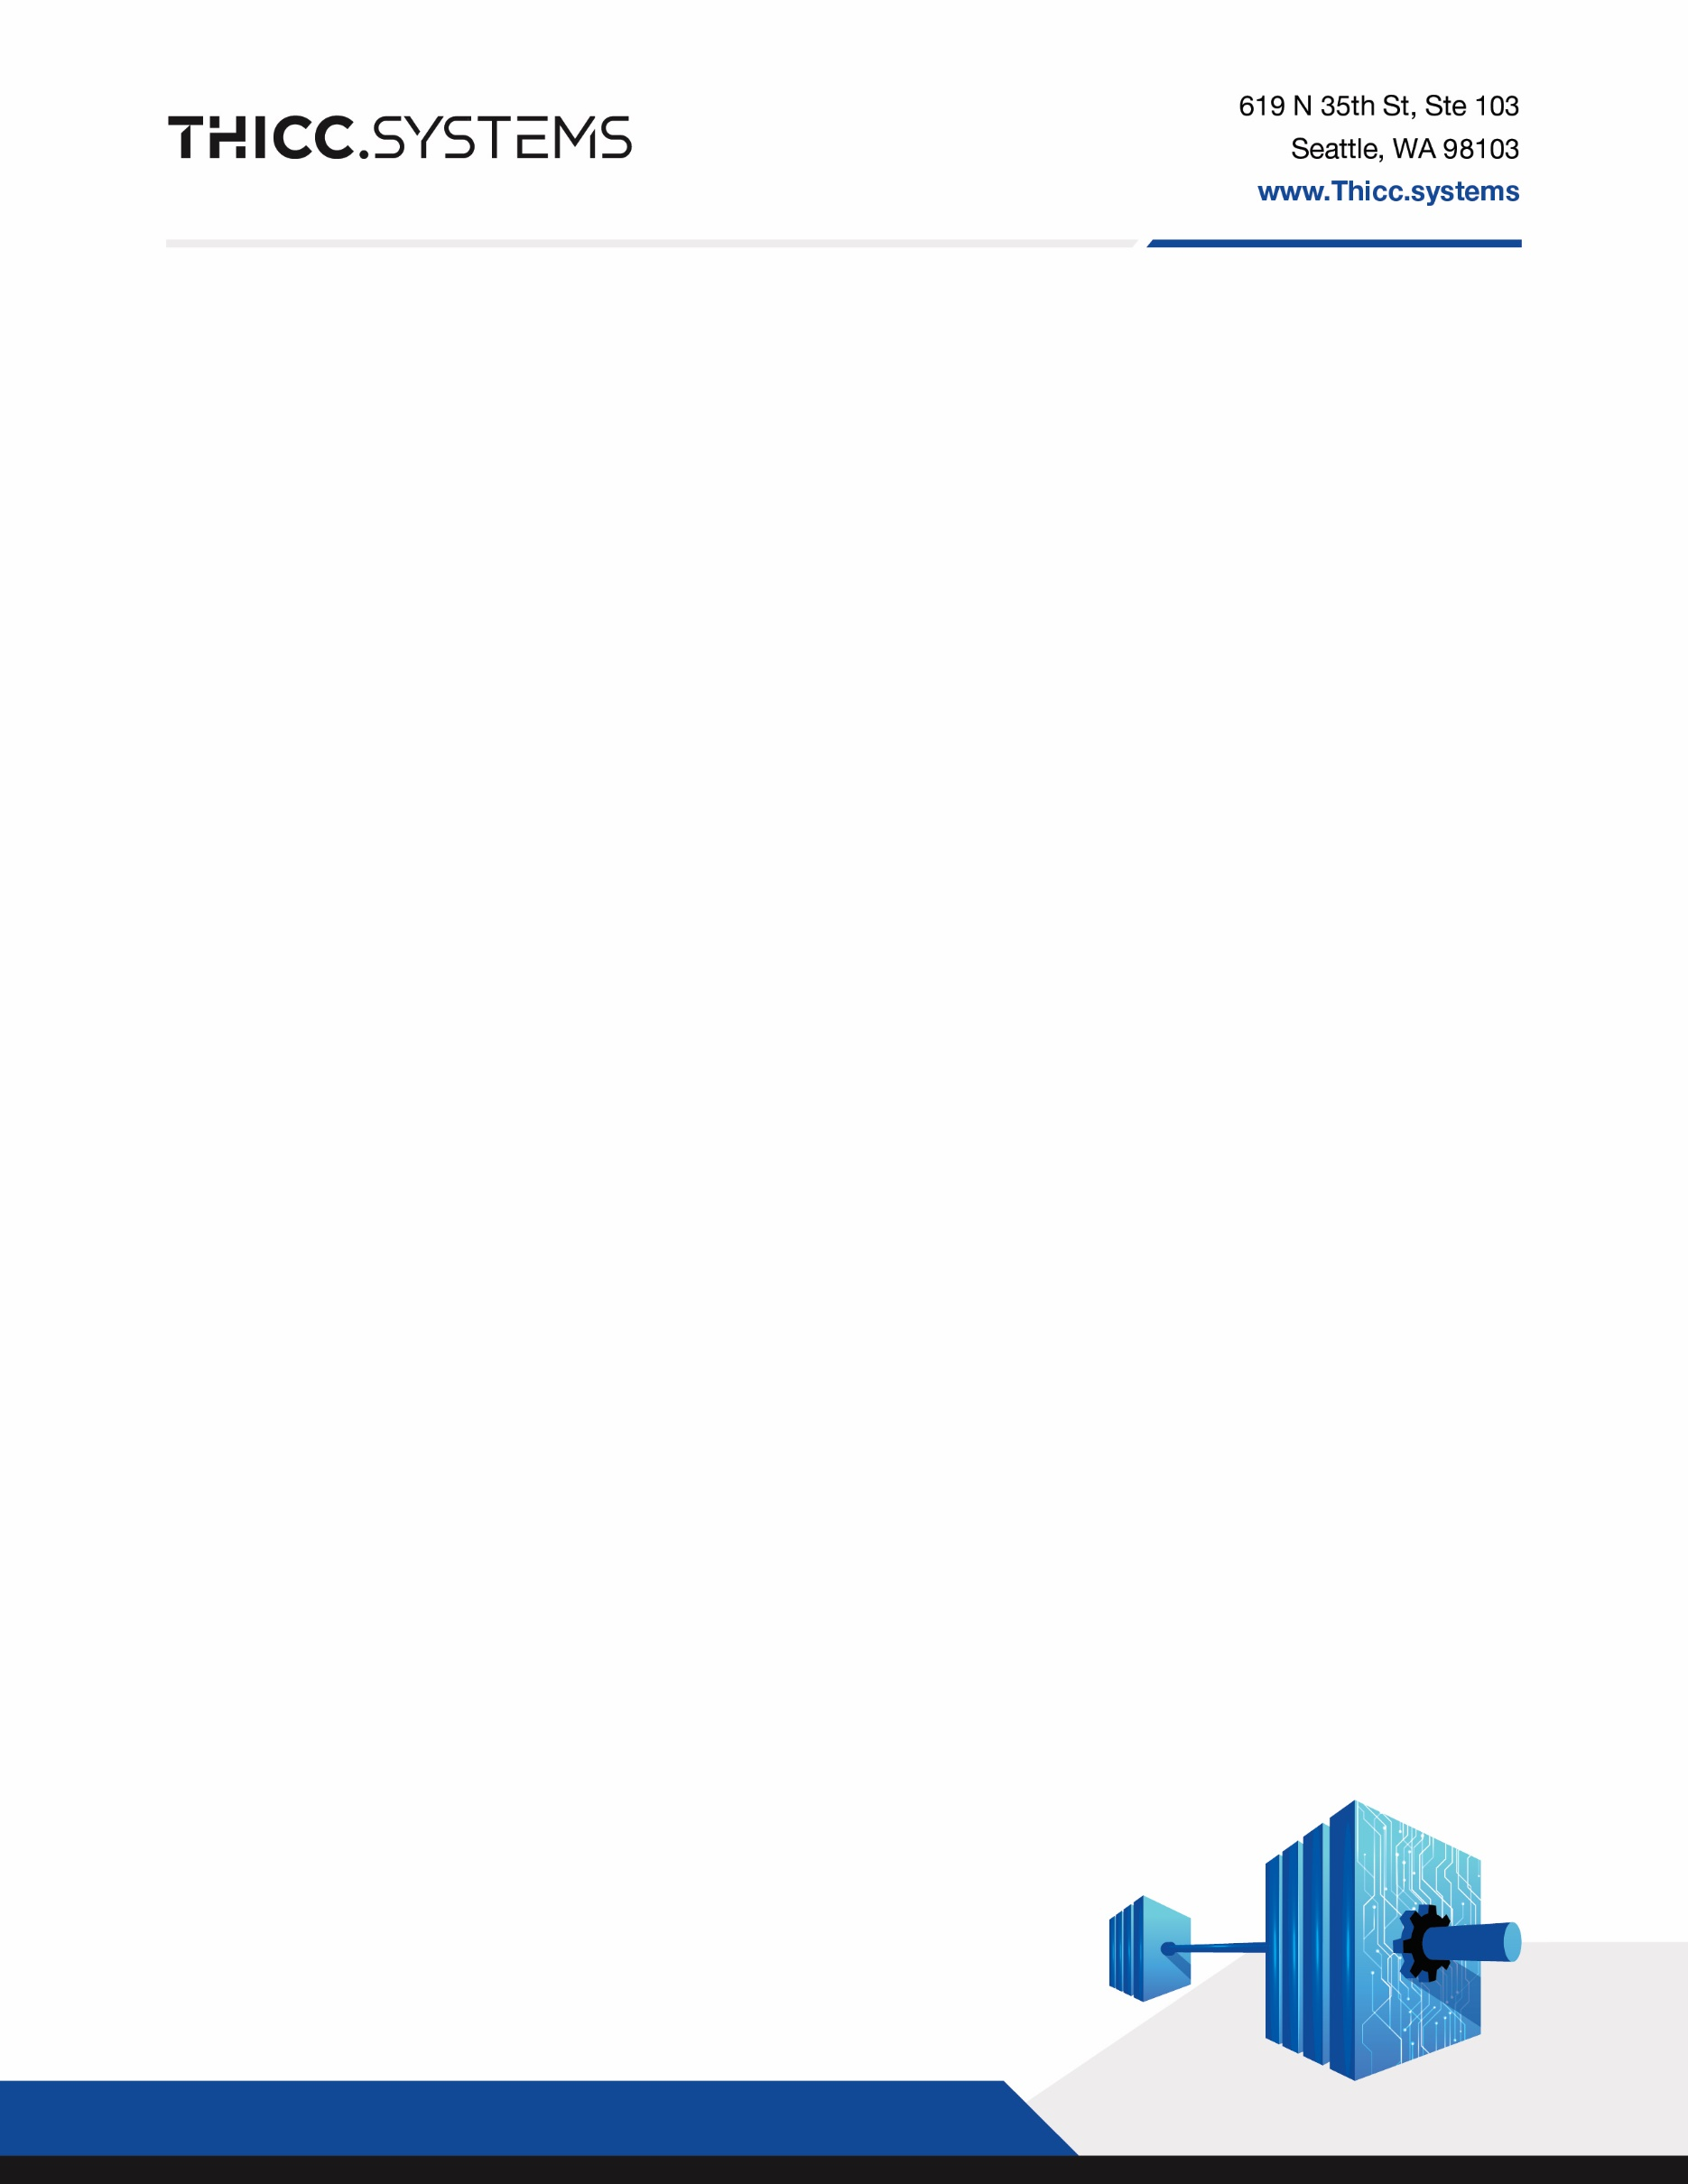 THICC.SYSTEMS
619 N 35th St, Ste 103
Seattle, WA 98103
www.Thicc.systems